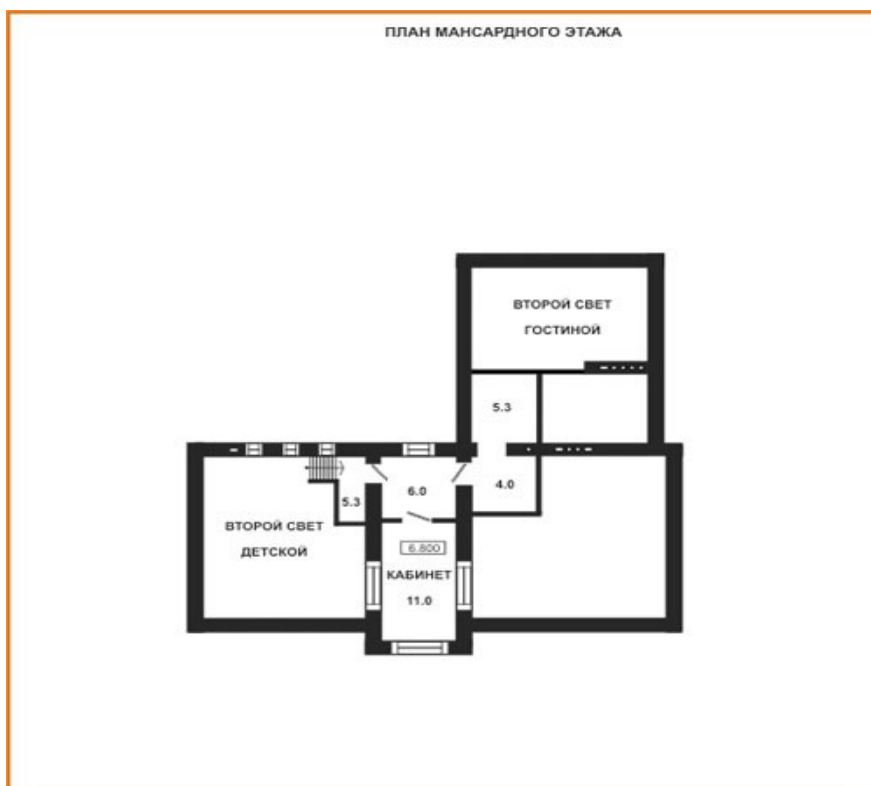 ПЛАН МАНСАРДНОГО ЭТАЖА
ВТОРОЙ СВЕТ
ГОСТИНОЙ
5.3
4.0
6.0
5.3
ВТОРОЙ СВЕТ
ДЕТСКОЙ
6.800
КАБИНЕТ
11.0